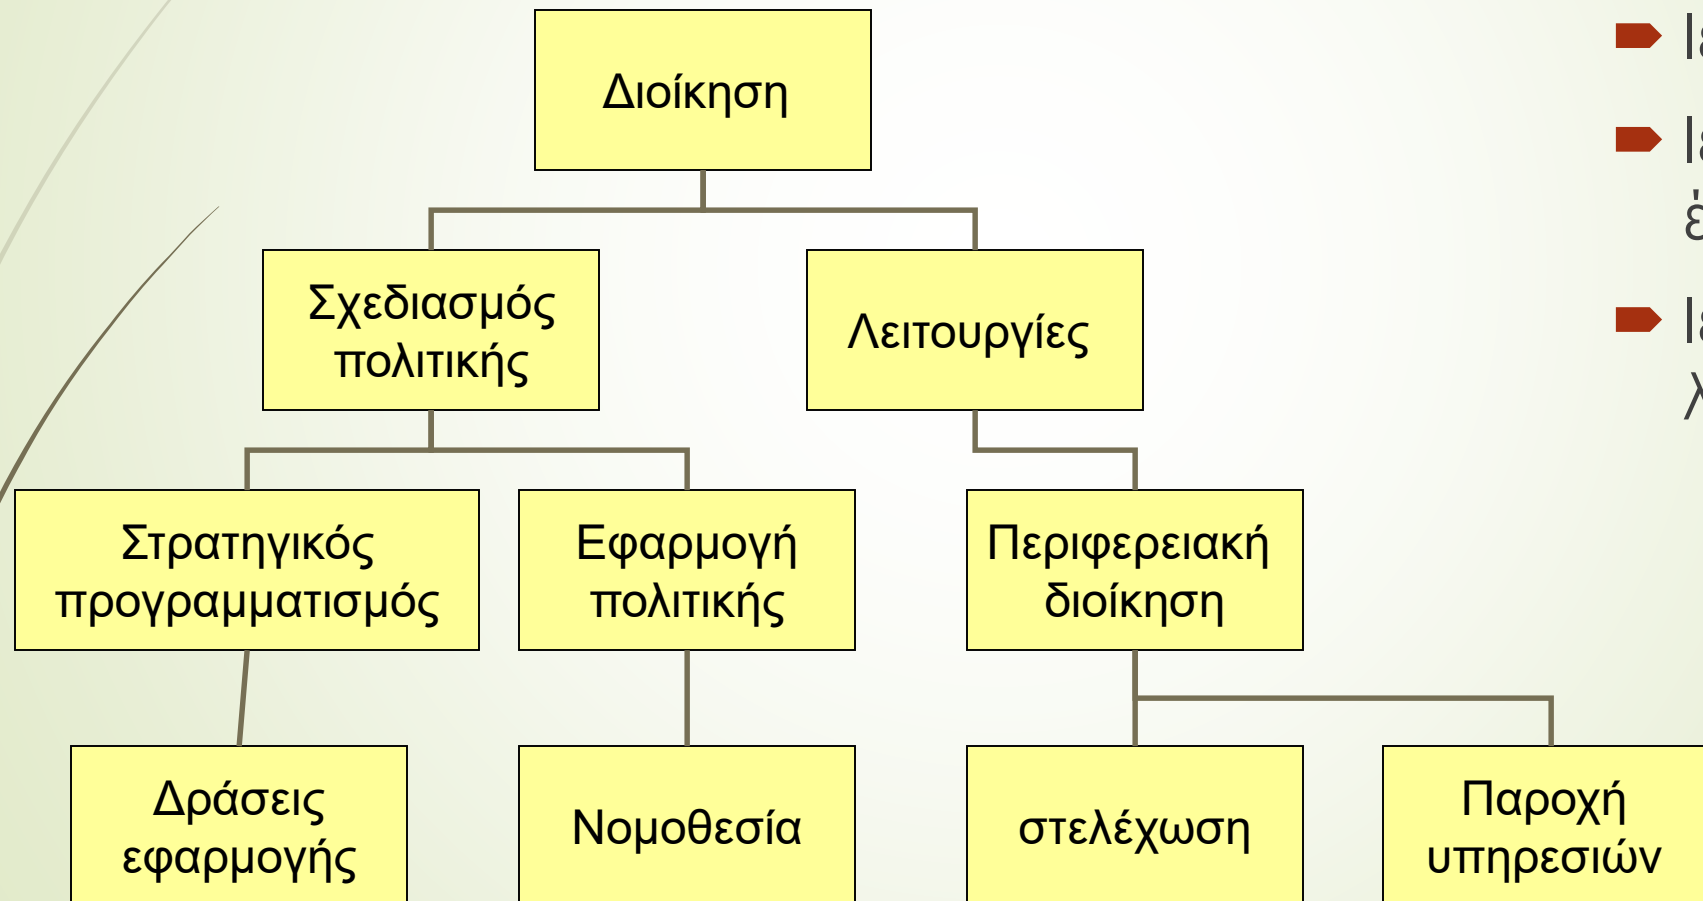 Διοίκηση
Σχεδιασμός
πολιτικής
Λειτουργίες
Στρατηγικός
προγραμματισμός
Εφαρμογή
πολιτικής
Περιφερειακή
διοίκηση
Δράσεις
εφαρμογής
Νομοθεσία
στελέχωση
Παροχή
υπηρεσιών